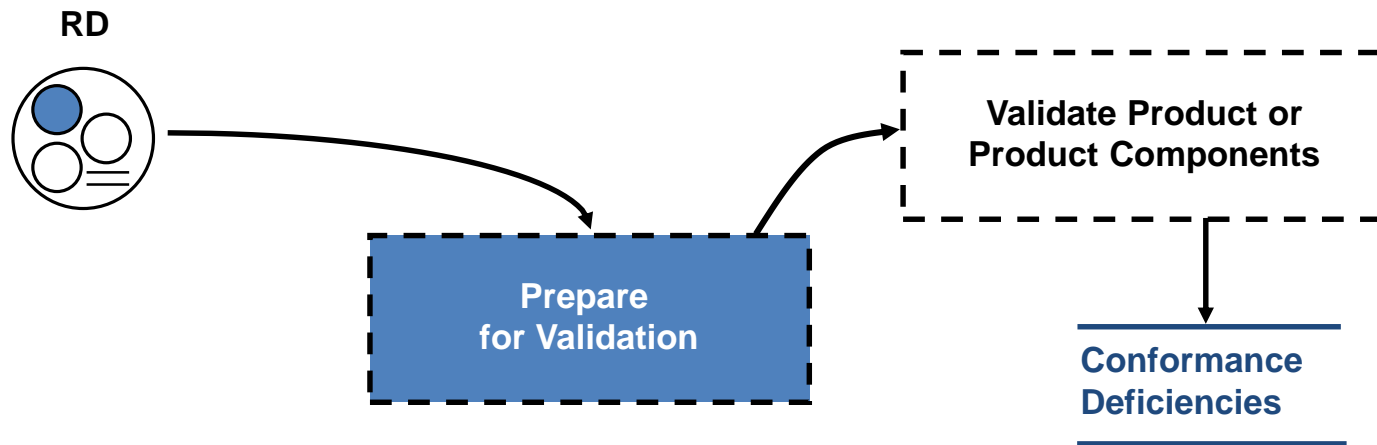 RD
Validate Product or
Product Components
Prepare
for Validation
Conformance
Deficiencies